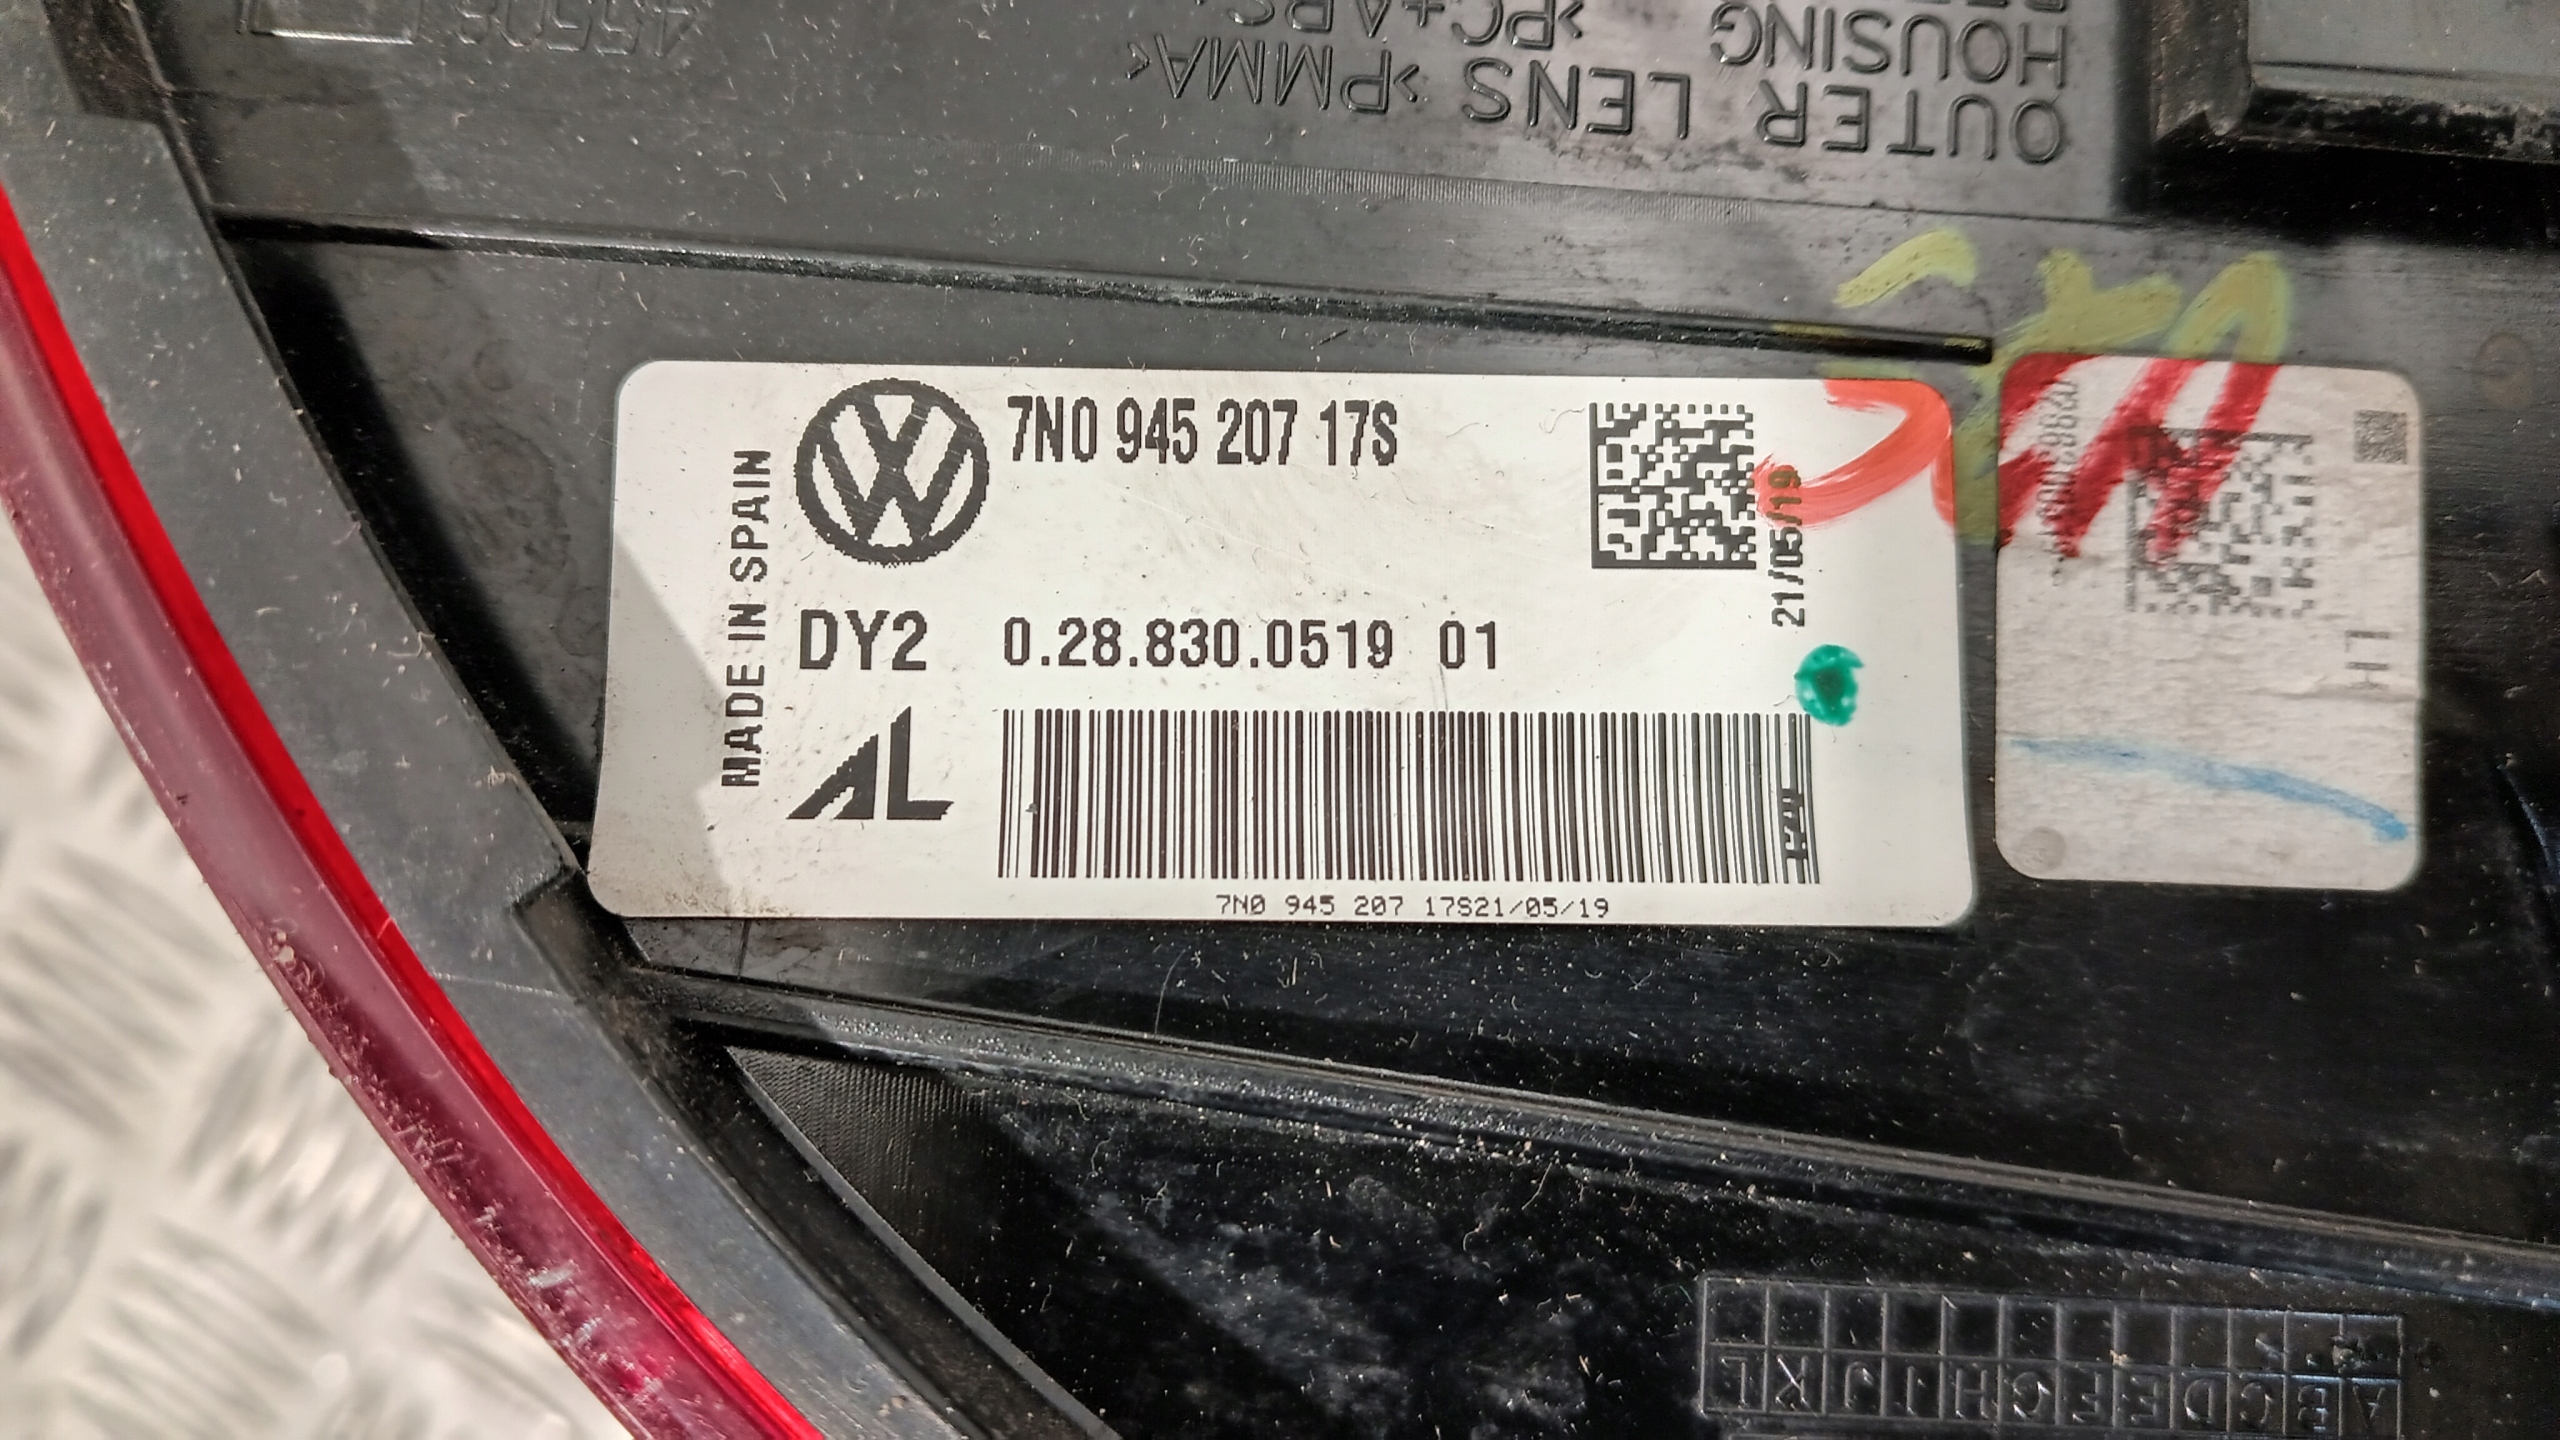 OUTER LENS >PMMA<
HOUSING >PC+ABS
MADE IN SPAIN
7N0 945 207 17S
21/05/19
DY2 0.28.830.0519 01
AL
7N0 945 207 17S21/05/19
LH
A B C D E F G H I J K L